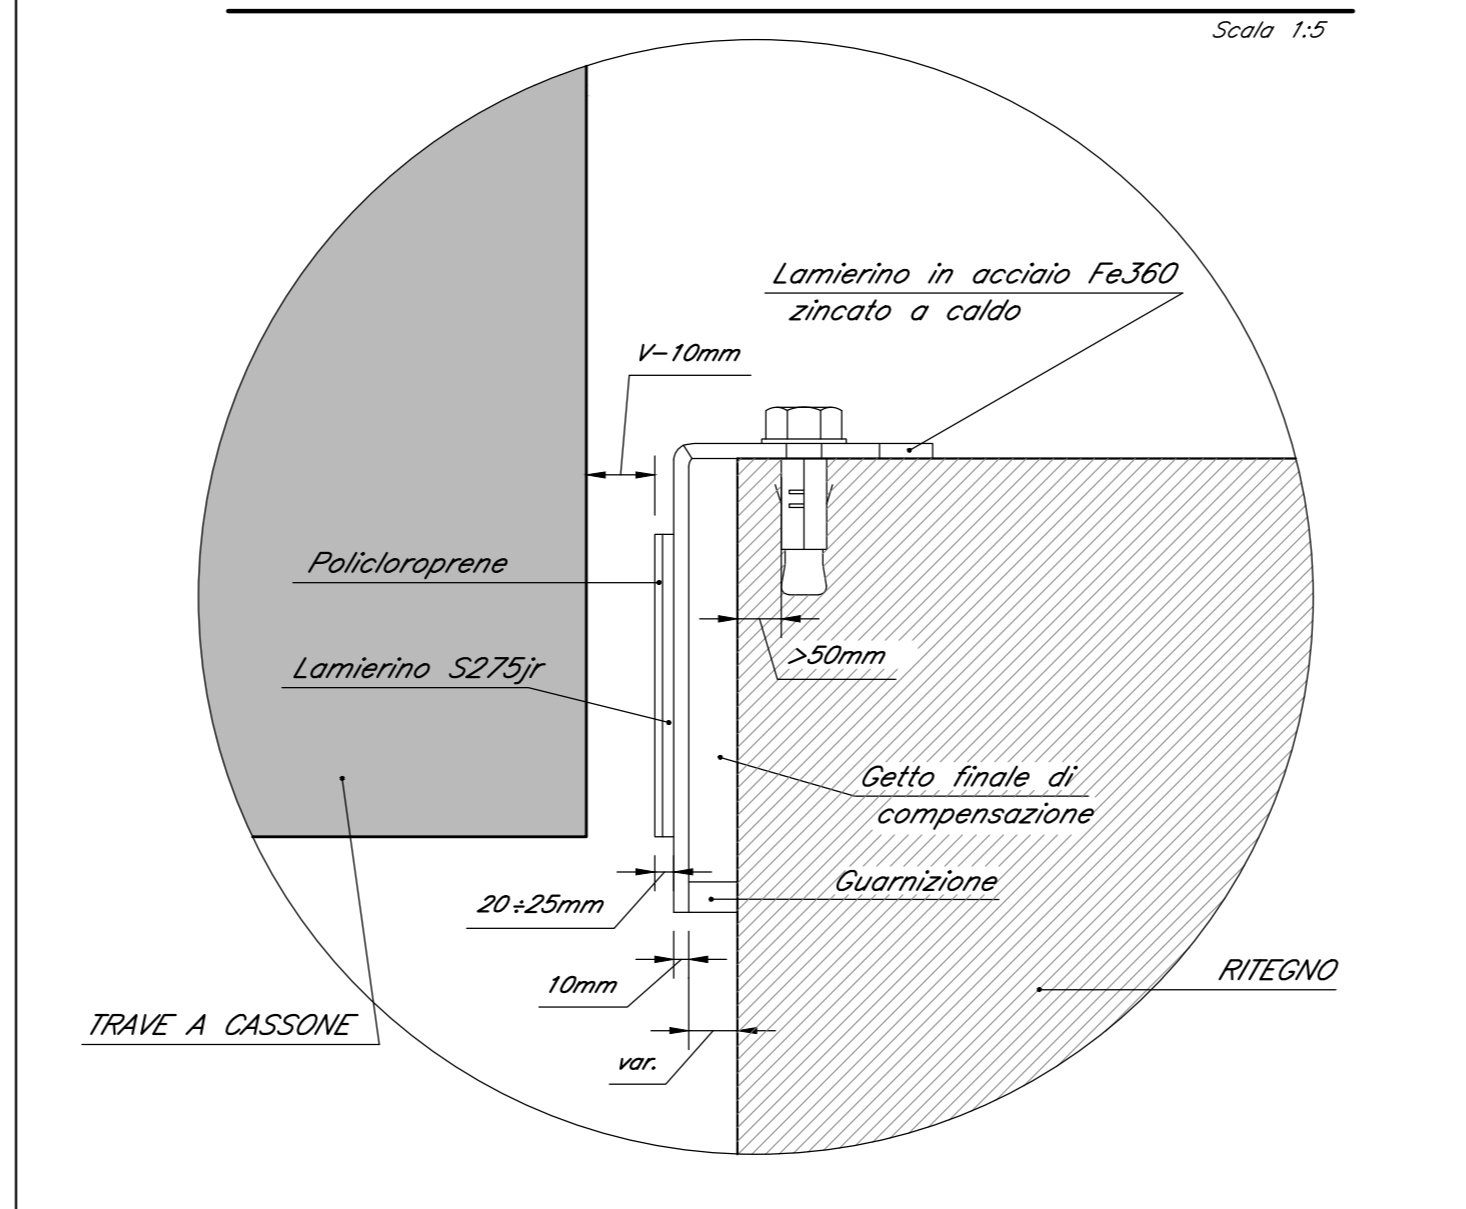 Scala 1:5
Lamierino in acciaio Fe360
zincato a caldo
V-10mm
Policloroprene
>50mm
Lamierino S275jr
Getto finale di
compensazione
Guarnizione
20÷25mm
RITEGNO
10mm
TRAVE A CASSONE
var.